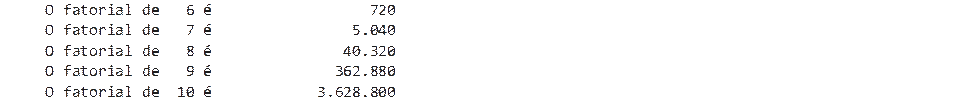 O fatorial de 6 é 720
O fatorial de 7 é 5.040
O fatorial de 8 é 40.320
O fatorial de 9 é 362.880
O fatorial de 10 é 3.628.800